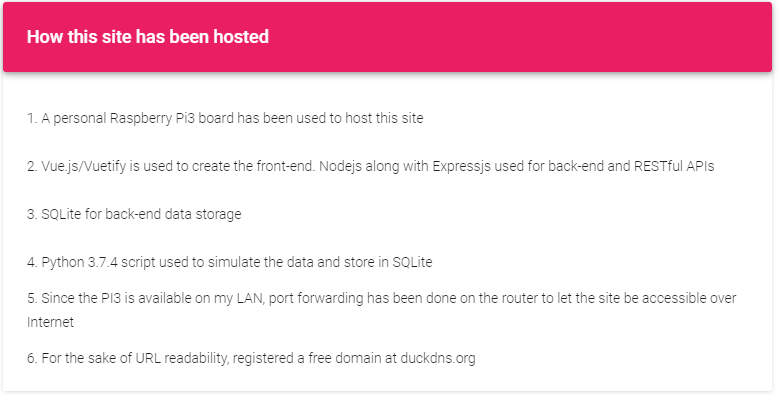 How this site has been hosted
1. A personal Raspberry Pi3 board has been used to host this site
2. Vue.js/Vuetify is used to create the front-end. Nodejs along with Expressjs used for back-end and RESTful APIs
3. SQLite for back-end data storage
4. Python 3.7.4 script used to simulate the data and store in SQLite
5. Since the PI3 is available on my LAN, port forwarding has been done on the router to let the site be accessible over
Internet
6. For the sake of URL readability, registered a free domain at duckdns.org